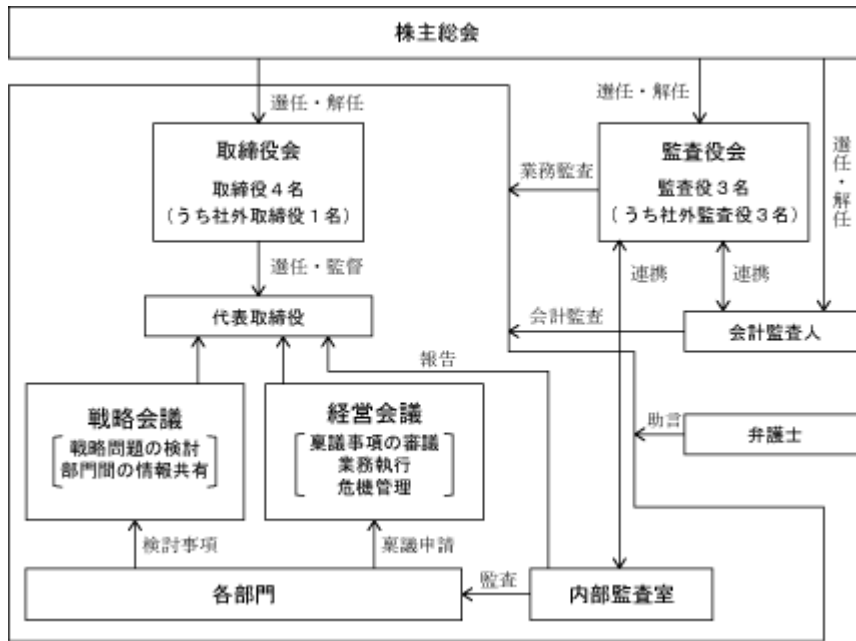 株主総会
選任・解任
選任・解任
選任・解任
取締役会
取締役4名
(うち社外取締役1名)
監査役会
監査役3名
(うち社外監査役3名)
業務監査
選任・監督
連携
連携
代表取締役
会計監査
会計監査人
報告
戦略会議
戦略問題の検討
部門間の情報共有
経営会議
稟議事項の審議
業務執行
危機管理
助言
弁護士
検討事項
稟議申請
各部門
監査
内部監査室